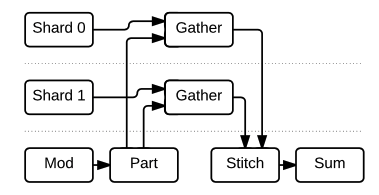 Shard 0
Gather
Shard 1
Gather
Mod
Part
Stitch
Sum